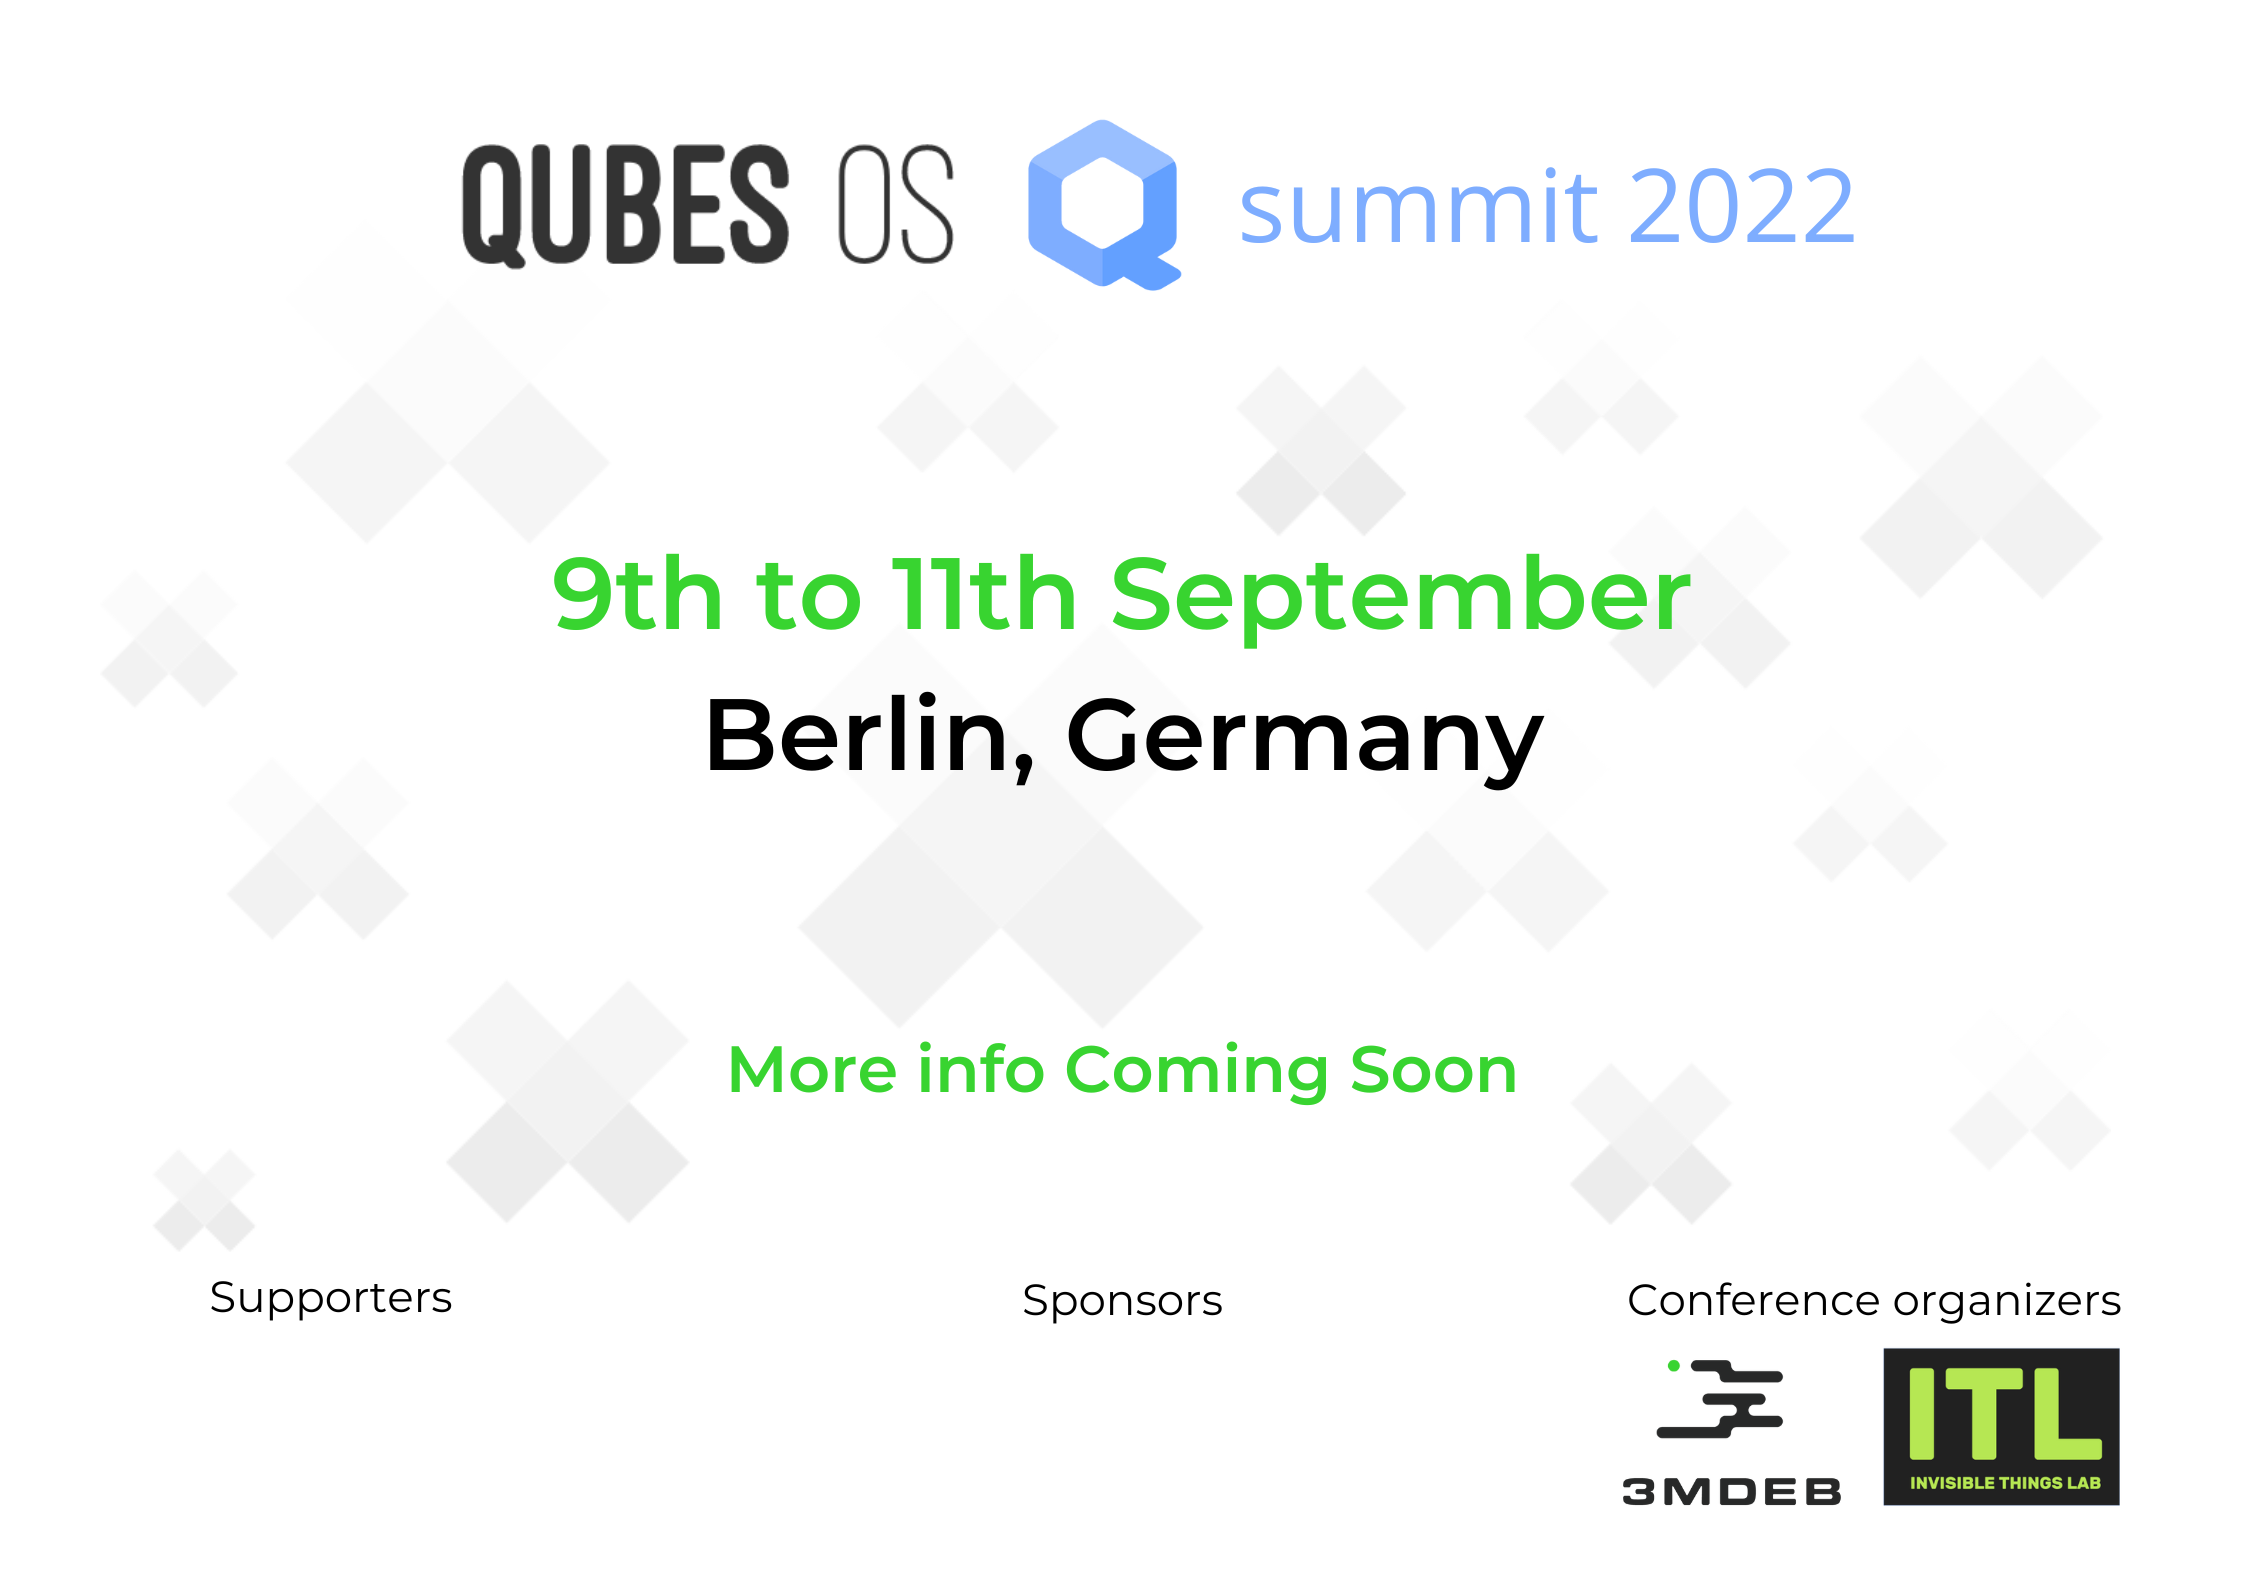 QUBES OS summit 2022
9th to 11th September
Berlin, Germany
More info Coming Soon
Supporters
Sponsors
Conference organizers
3MDEB
ITL
INVISIBLE THINGS LAB